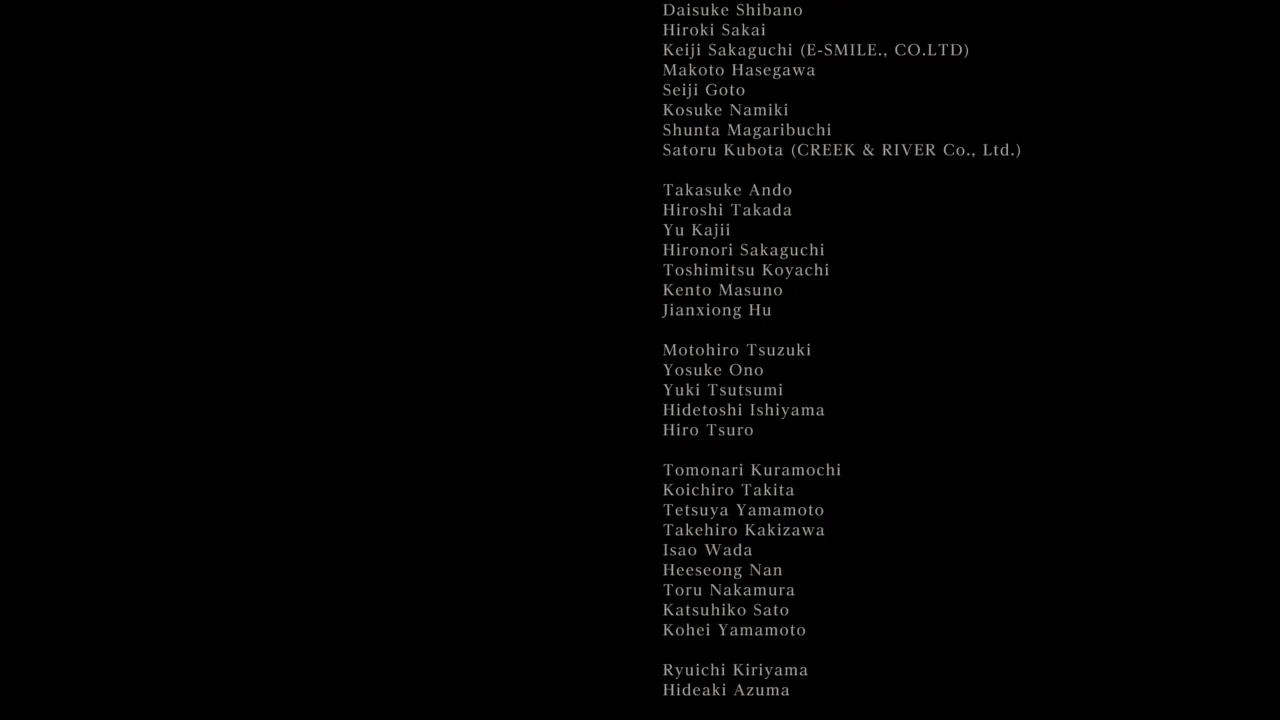 Daisuke Shibano
Hiroki Sakai
Keiji Sakaguchi (E-SMILE., CO.LTD)
Makoto Hasegawa
Seiji Goto
Kosuke Namiki
Shunta Magaribuchi
Satoru Kubota (CREEK & RIVER Co., Ltd.)
Takasuke Ando
Hiroshi Takada
Yu Kajii
Hironori Sakaguchi
Toshimitsu Koyachi
Kento Masuno
Jianxiong Hu
Motohiro Tsuzuki
Yosuke Ono
Yuki Tsutsumi
Hidetoshi Ishiyama
Hiro Tsuro
Tomonari Kuramochi
Koichiro Takita
Tetsuya Yamamoto
Takehiro Kakizawa
Isao Wada
Heeseong Nan
Toru Nakamura
Katsuhiko Sato
Kohei Yamamoto
Ryuichi Kiriyama
Hideaki Azuma